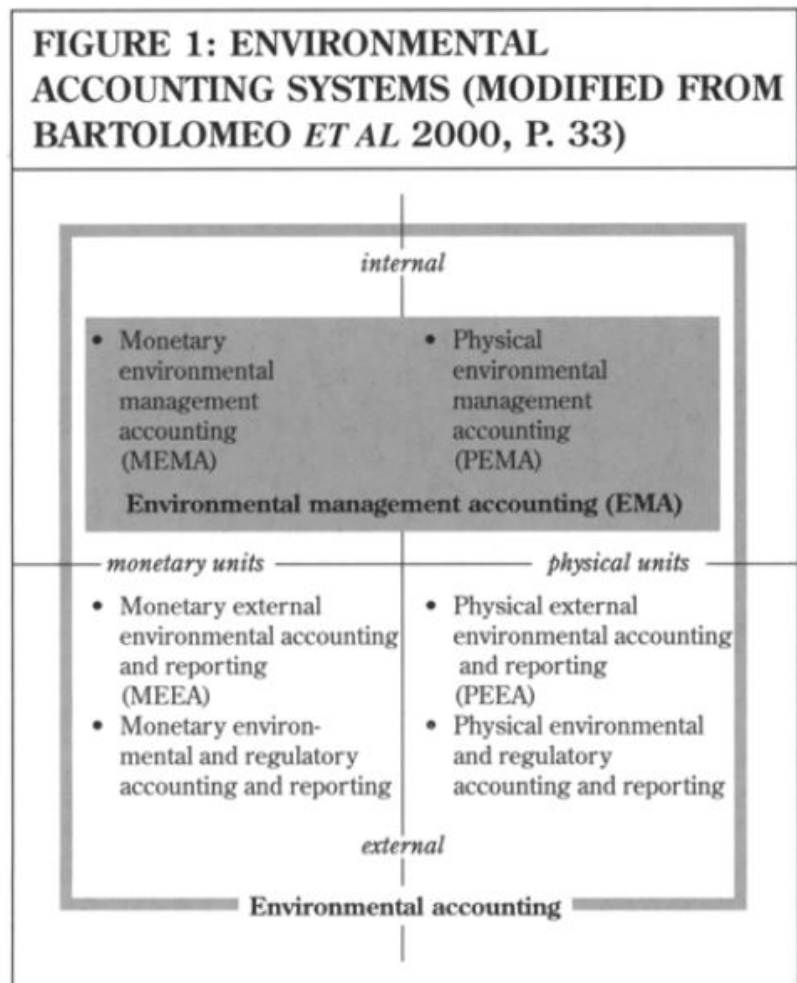 FIGURE 1: ENVIRONMENTAL
ACCOUNTING SYSTEMS (MODIFIED FROM
BARTOLOMEO ET AL 2000, P. 33)
internal
• Monetary
environmental
management
accounting
(MEMA)
• Physical
environmental
management
accounting
(PEMA)
Environmental management accounting (EMA)
monetary units
physical units
• Monetary external
environmental accounting
and reporting
(MEEA)
• Monetary environ-
mental and regulatory
accounting and reporting
• Physical external
environmental accounting
and reporting
(PEEA)
• Physical environmental
and regulatory
accounting and reporting
external
Environmental accounting